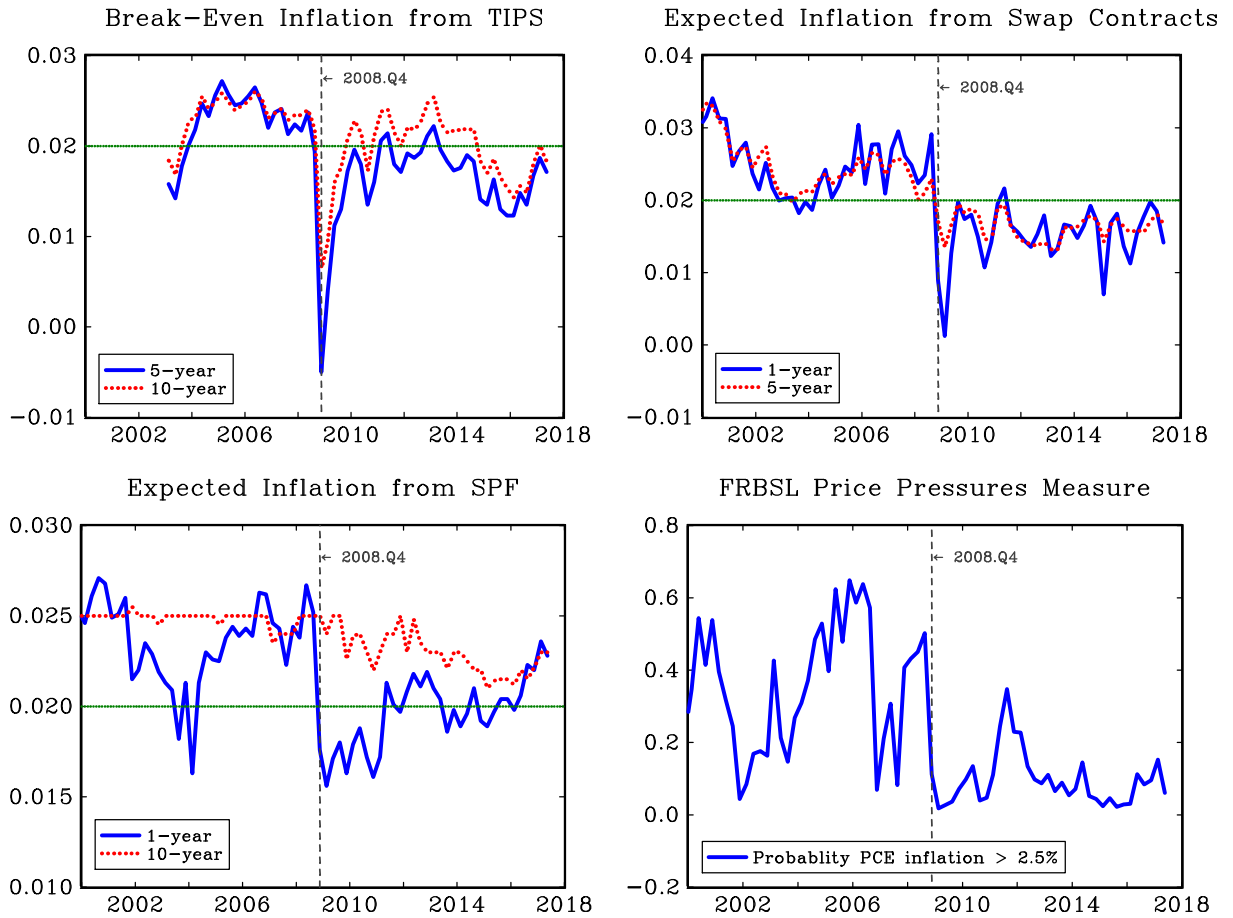 Break-Even Inflation from TIPS
0.03
0.02
0.01
0.00
-0.01
← 2008.Q4
5-year
10-year
2002 2006 2010 2014 2018
Expected Inflation from Swap Contracts
0.04
0.03
0.02
0.01
0.00
-0.01
← 2008.Q4
1-year
5-year
2002 2006 2010 2014 2018
Expected Inflation from SPF
0.030
0.025
0.020
0.015
0.010
← 2008.Q4
1-year
10-year
2002 2006 2010 2014 2018
FRBSL Price Pressures Measure
0.8
0.6
0.4
0.2
0.0
-0.2
← 2008.Q4
Probablity PCE inflation > 2.5%
2002 2006 2010 2014 2018